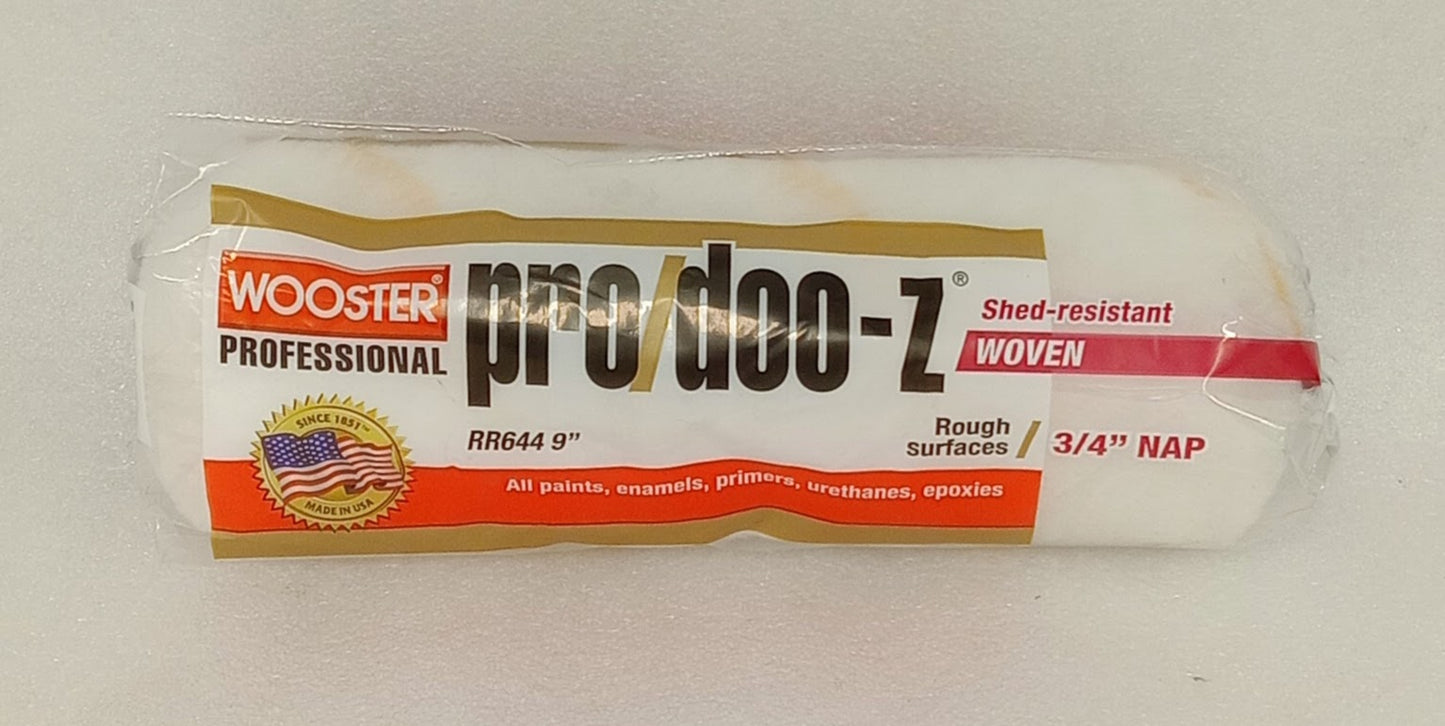 WOOSTER®
PROFESSIONAL
pro/doo-z®
Shed-resistant
WOVEN
SINCE 1851™
MADE IN USA
RR644 9”
Rough
surfaces / 3/4” NAP
All paints, enamels, primers, urethanes, epoxies